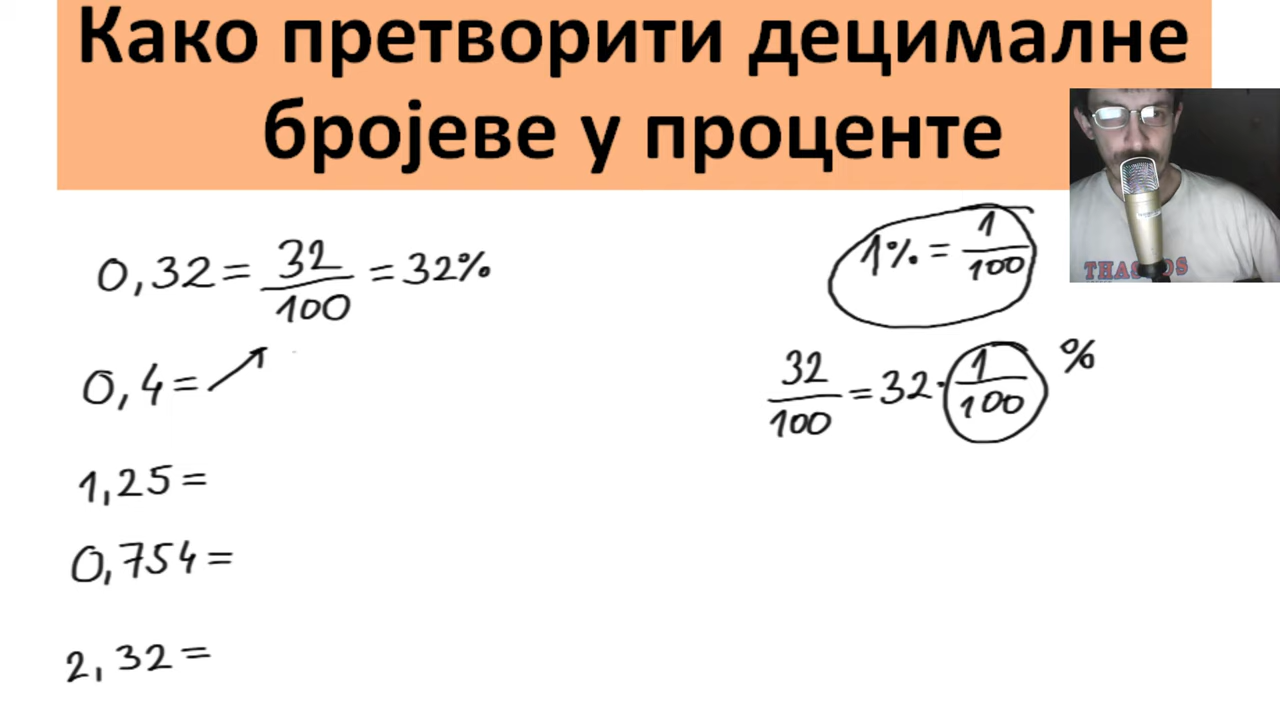 Како претворити децималне
бројеве у проценте
0,32 = 32/100 = 32%
1% = 1/100
32/100 = 32 · 1/100 %
0,4 =
1,25 =
0,754 =
2,32 =